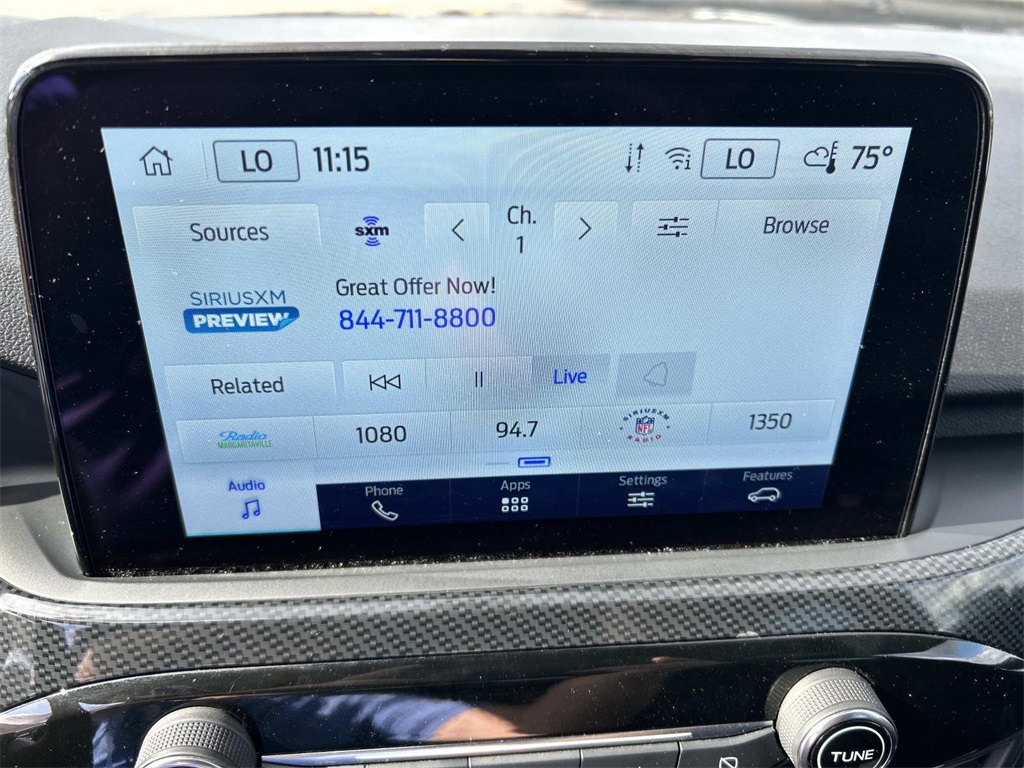 LO 11:15 LO 75°
Sources sxm Ch. 1 Browse
SIRIUSXM PREVIEW
Great Offer Now!
844-711-8800
Related Live
Radio MARGARITAVILLE 1080 94.7 SIRIUSXM NFL RADIO 1350
Audio Phone Apps Settings Features
TUNE